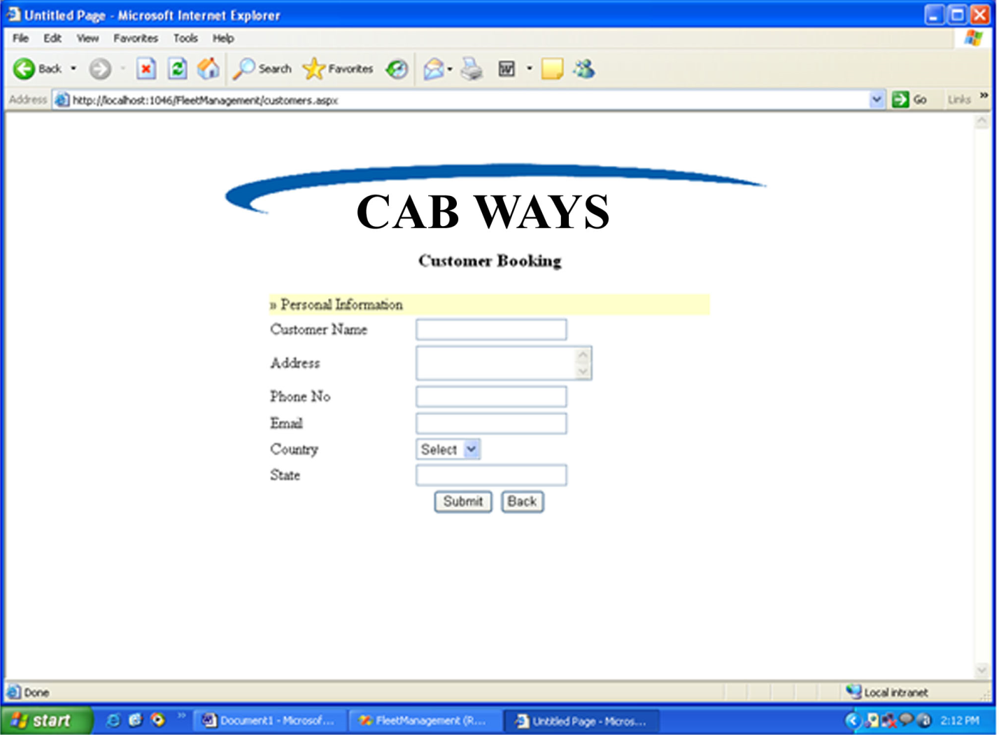 Untitled Page - Microsoft Internet Explorer
File Edit View Favorites Tools Help
Back Search Favorites
Address http://localhost:1046/FleetManagement/customers.aspx Go Links »
CAB WAYS
Customer Booking
» Personal Information
Customer Name
Address
Phone No
Email
Country Select
State
Submit Back
Done Local intranet
start » Document1 - Microsof... FleetManagement (R... Untitled Page - Micros... 2:12 PM